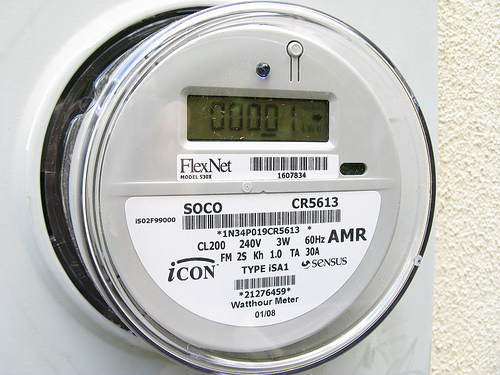 00001
FlexNet
MODEL 530X
1607834
SOCO CR5613
iS02F99000
*1N34P019CR5613 *
CL200 240V 3W 60Hz AMR
FM 2S Kh 1.0 TA 30A
iCON
TYPE iSA1 SENSUS
*21276459*
Watthour Meter
01/08